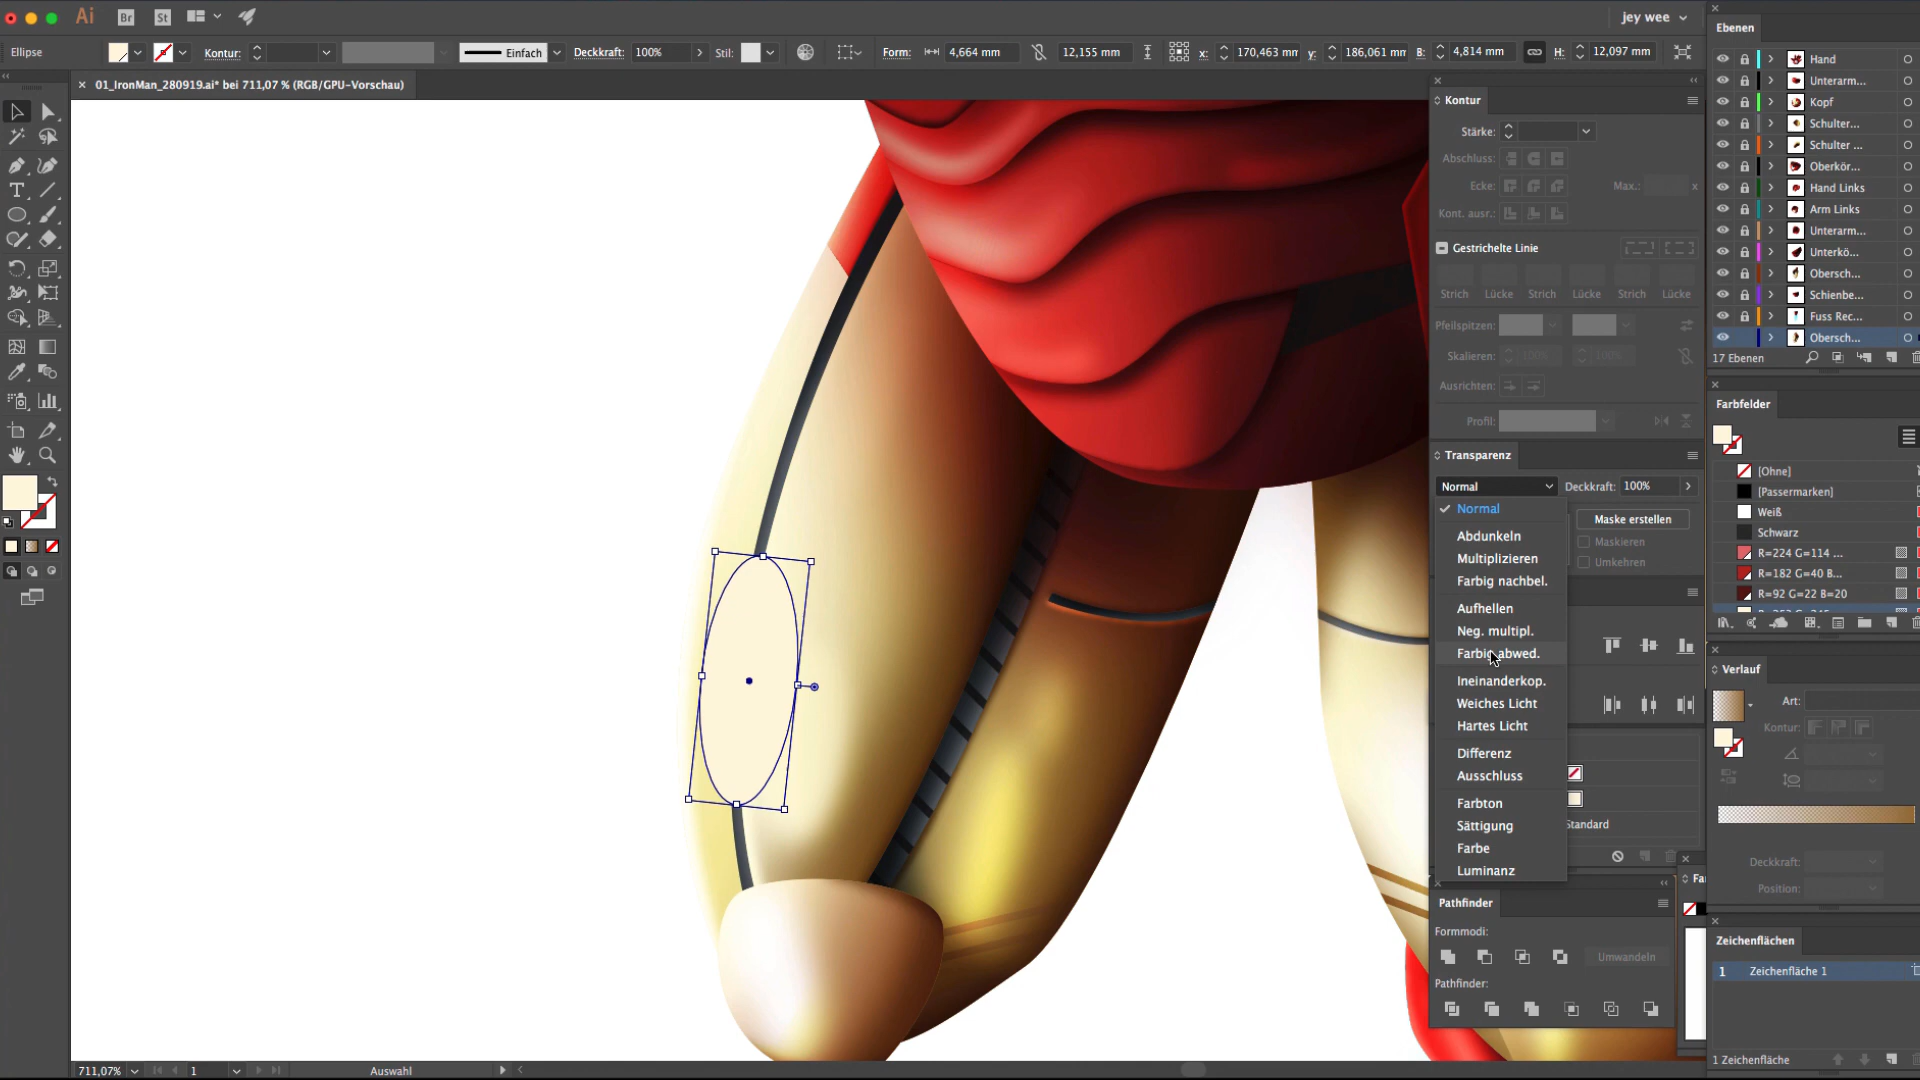 Ai
Br
St
jey wee
Ellipse
Kontur:
Einfach
Deckkraft:
100%
Stil:
Form:
4,664 mm
12,155 mm
x:
170,463 mm
y:
186,061 mm
B:
4,814 mm
H:
12,097 mm
01_IronMan_280919.ai* bei 711,07 % (RGB/GPU-Vorschau)
Kontur
Stärke:
Abschluss:
Ecke:
Max.:
x
Kont. ausr.:
Gestrichelte Linie
Strich
Lücke
Strich
Lücke
Strich
Lücke
Pfeilspitzen:
Skalieren:
100%
100%
Ausrichten:
Profil:
Transparenz
Normal
Deckkraft:
100%
Normal
Abdunkeln
Multiplizieren
Farbig nachbel.
Aufhellen
Neg. multipl.
Farbig abwed.
Ineinanderkop.
Weiches Licht
Hartes Licht
Differenz
Ausschluss
Farbton
Sättigung
Farbe
Luminanz
Maske erstellen
Maskieren
Umkehren
Standard
Pathfinder
Formmodi:
Umwandeln
Pathfinder:
Ebenen
Hand
Unterarm...
Kopf
Schulter...
Schulter ...
Oberkör...
Hand Links
Arm Links
Unterarm...
Unterkö...
Obersch...
Schienbe...
Fuss Rec...
Obersch...
17 Ebenen
Farbfelder
[Ohne]
[Passermarken]
Weiß
Schwarz
R=224 G=114 ...
R=182 G=40 B...
R=92 G=22 B=20
Verlauf
Art:
Kontur:
Deckkraft:
Position:
Fa
Zeichenflächen
1
Zeichenfläche 1
1 Zeichenfläche
711,07%
1
Auswahl